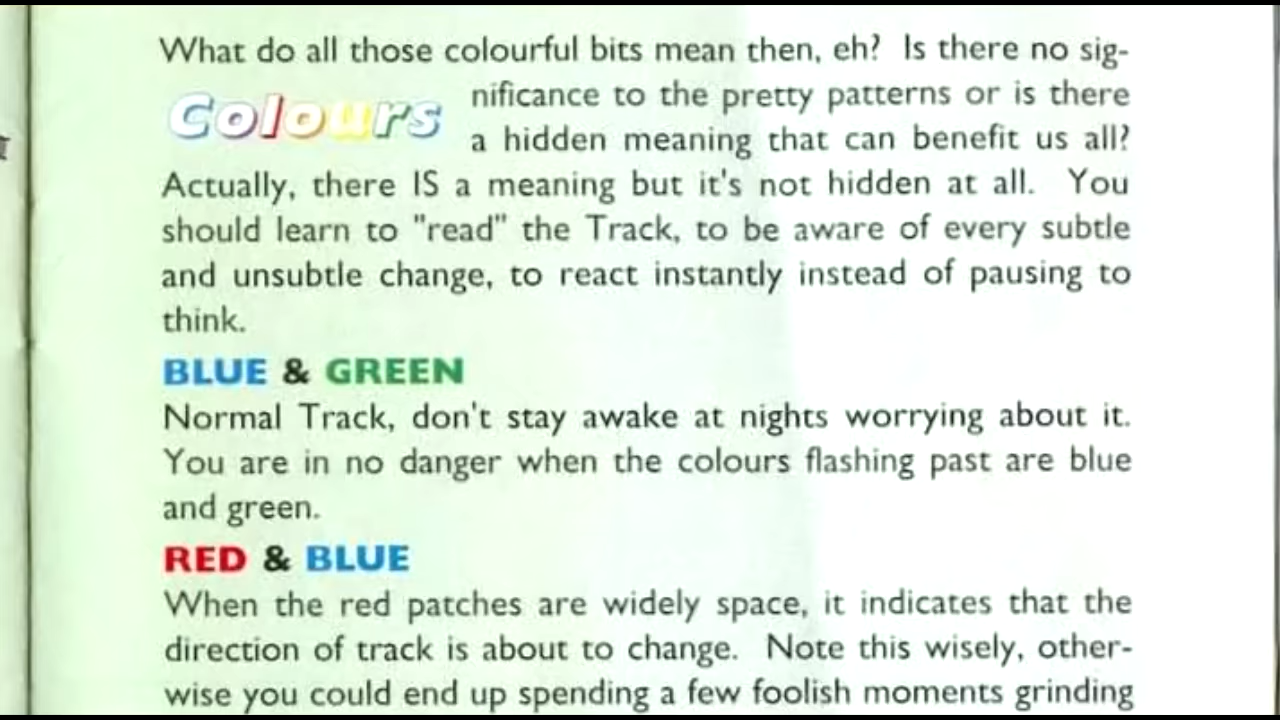 What do all those colourful bits mean then, eh? Is there no sig-
Colours
nificance to the pretty patterns or is there
a hidden meaning that can benefit us all?
Actually, there IS a meaning but it's not hidden at all. You
should learn to "read" the Track, to be aware of every subtle
and unsubtle change, to react instantly instead of pausing to
think.
BLUE & GREEN
Normal Track, don't stay awake at nights worrying about it.
You are in no danger when the colours flashing past are blue
and green.
RED & BLUE
When the red patches are widely space, it indicates that the
direction of track is about to change. Note this wisely, other-
wise you could end up spending a few foolish moments grinding